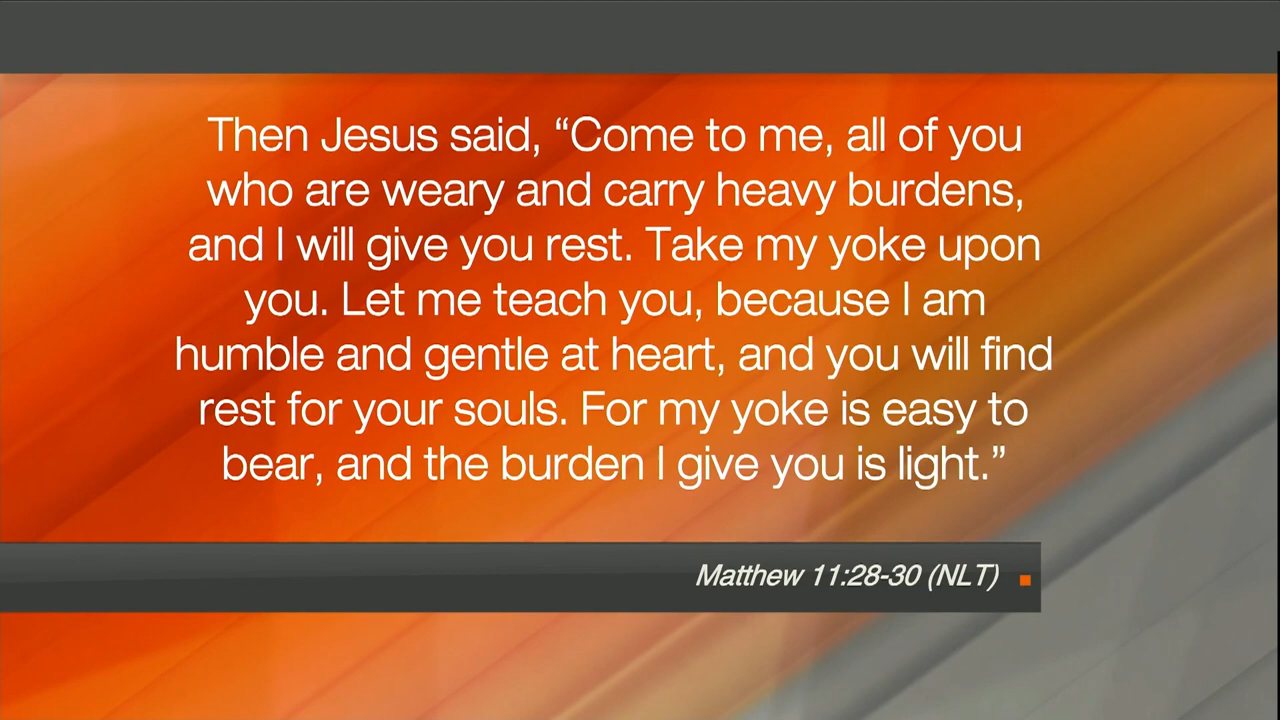 Then Jesus said, “Come to me, all of you
who are weary and carry heavy burdens,
and I will give you rest. Take my yoke upon
you. Let me teach you, because I am
humble and gentle at heart, and you will find
rest for your souls. For my yoke is easy to
bear, and the burden I give you is light.”
Matthew 11:28-30 (NLT)